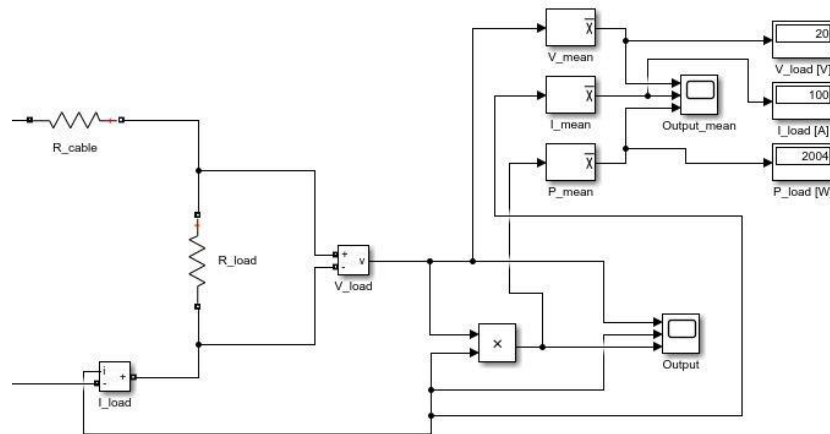 V_mean
20
V_load [V]
I_mean
Output_mean
100
I_load [A]
R_cable
P_mean
2004
P_load [W]
R_load
+
-
v
V_load
×
Output
i
-
+
I_load